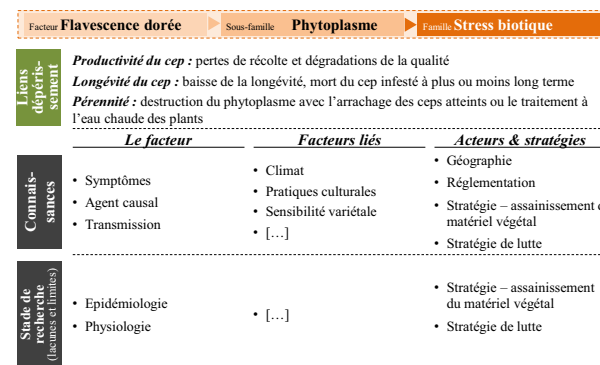 Facteur Flavescence dorée Sous-famille Phytoplasme Famille Stress biotique
Liens
dépéris-
sement
Productivité du cep : pertes de récolte et dégradations de la qualité
Longévité du cep : baisse de la longévité, mort du cep infesté à plus ou moins long terme
Pérennité : destruction du phytoplasme avec l'arrachage des ceps atteints ou le traitement à
l'eau chaude des plants
Le facteur Facteurs liés Acteurs & stratégies
Connais-
sances
• Symptômes
• Agent causal
• Transmission
• Climat
• Pratiques culturales
• Sensibilité variétale
• […]
• Géographie
• Réglementation
• Stratégie – assainissement d
matériel végétal
• Stratégie de lutte
Stade de
recherche
(lacunes et limites)
• Epidémiologie
• Physiologie
• […]
• Stratégie – assainissement
du matériel végétal
• Stratégie de lutte